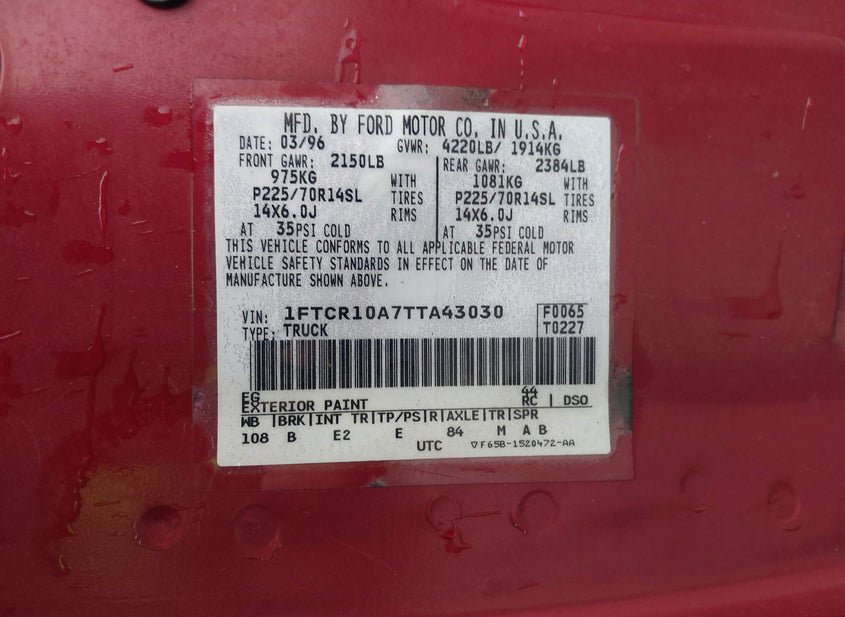 MFD. BY FORD MOTOR CO. IN U.S.A.
DATE: 03/96 GVWR: 4220LB/ 1914KG
FRONT GAWR: 2150LB REAR GAWR: 2384LB
975KG WITH 1081KG WITH
P225/70R14SL TIRES P225/70R14SL TIRES
14X6.0J RIMS 14X6.0J RIMS
AT 35PSI COLD AT 35PSI COLD
THIS VEHICLE CONFORMS TO ALL APPLICABLE FEDERAL MOTOR
VEHICLE SAFETY STANDARDS IN EFFECT ON THE DATE OF
MANUFACTURE SHOWN ABOVE.
VIN: 1FTCR10A7TTA43030 F0065
TYPE: TRUCK T0227
EG 44
EXTERIOR PAINT RC | DSO
WB |BRK|INT TR|TP/PS|R|AXLE|TR|SPR
108 B E2 E 84 M A B
UTC ▽F65B-1520472-AA